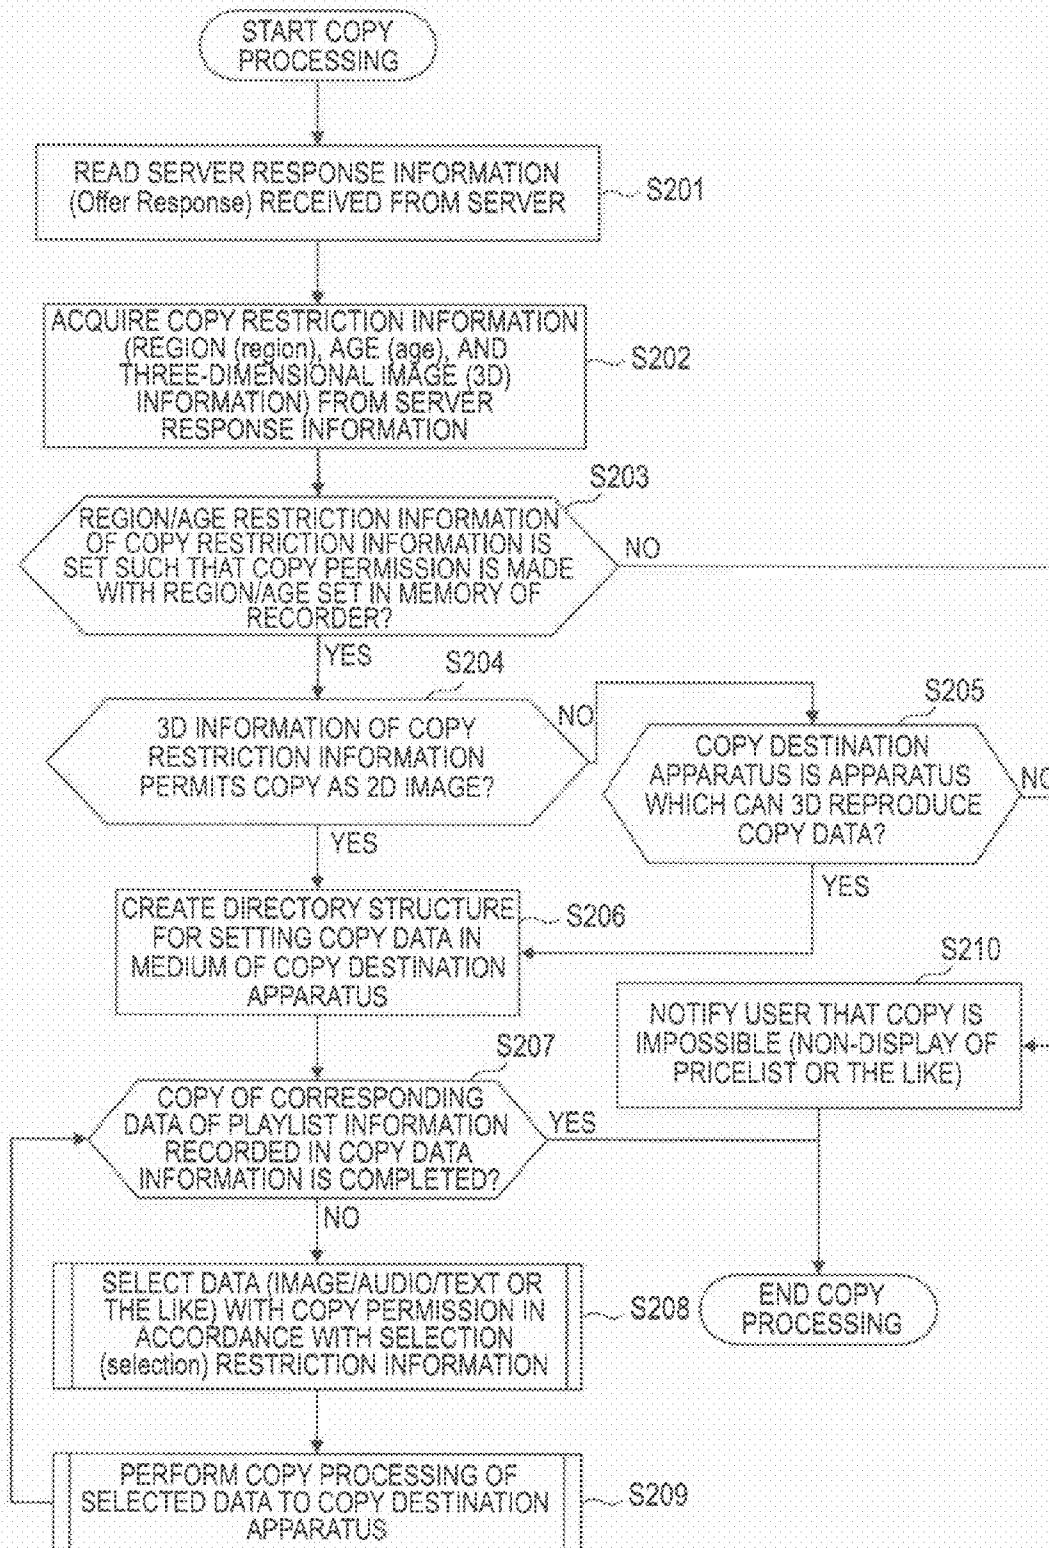 START COPY
PROCESSING
READ SERVER RESPONSE INFORMATION
(Offer Response) RECEIVED FROM SERVER
S201
ACQUIRE COPY RESTRICTION INFORMATION
(REGION (region), AGE (age), AND
THREE-DIMENSIONAL IMAGE (3D)
INFORMATION) FROM SERVER
RESPONSE INFORMATION
S202
S203
REGION/AGE RESTRICTION INFORMATION
OF COPY RESTRICTION INFORMATION IS
SET SUCH THAT COPY PERMISSION IS MADE
WITH REGION/AGE SET IN MEMORY OF
RECORDER?
NO
YES
S204
3D INFORMATION OF COPY
RESTRICTION INFORMATION
PERMITS COPY AS 2D IMAGE?
NO
YES
S205
COPY DESTINATION
APPARATUS IS APPARATUS
WHICH CAN 3D REPRODUCE
COPY DATA?
NO
YES
CREATE DIRECTORY STRUCTURE
FOR SETTING COPY DATA IN
MEDIUM OF COPY DESTINATION
APPARATUS
S206
S210
NOTIFY USER THAT COPY IS
IMPOSSIBLE (NON-DISPLAY OF
PRICELIST OR THE LIKE)
S207
COPY OF CORRESPONDING
DATA OF PLAYLIST INFORMATION
RECORDED IN COPY DATA
INFORMATION IS COMPLETED?
YES
NO
SELECT DATA (IMAGE/AUDIO/TEXT OR
THE LIKE) WITH COPY PERMISSION IN
ACCORDANCE WITH SELECTION
(selection) RESTRICTION INFORMATION
S208
END COPY
PROCESSING
PERFORM COPY PROCESSING OF
SELECTED DATA TO COPY DESTINATION
APPARATUS
S209